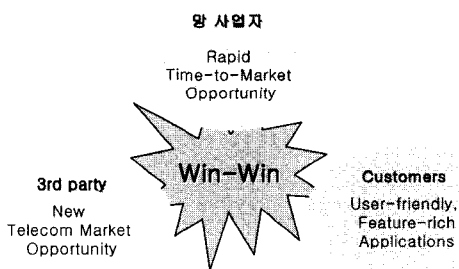 망 사업자
Rapid
Time-to-Market
Opportunity
Win-Win
3rd party
New
Telecom Market
Opportunity
Customers
User-friendly,
Feature-rich
Applications